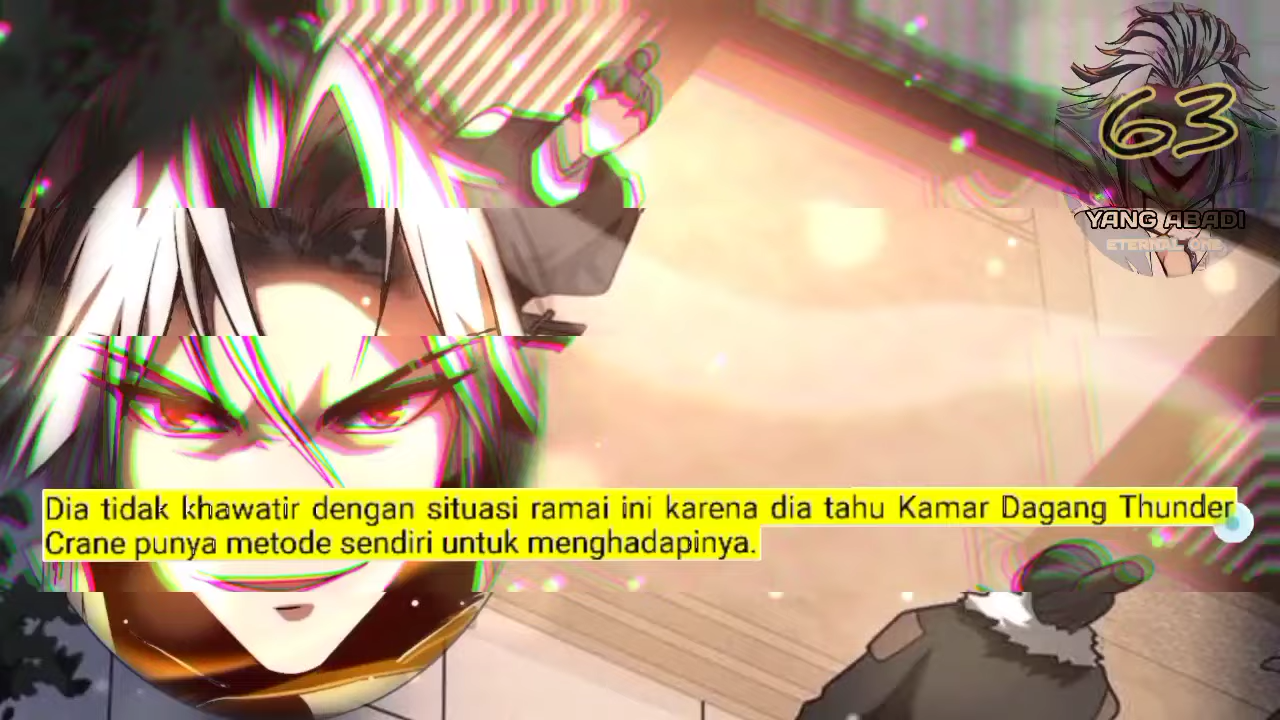 63
YANG ABADI
ETERNAL ONE
Dia tidak khawatir dengan situasi ramai ini karena dia tahu Kamar Dagang Thunder
Crane punya metode sendiri untuk menghadapinya.